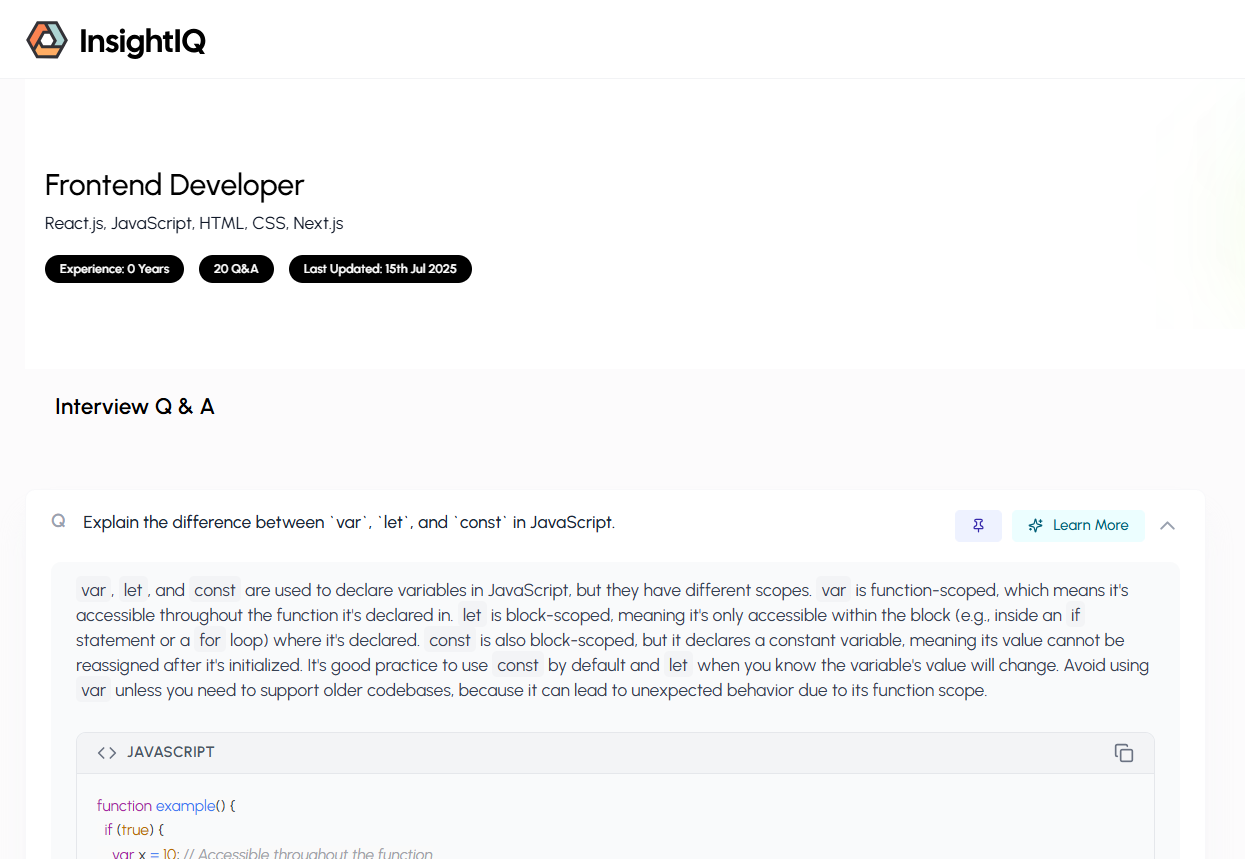 InsightIQ
Frontend Developer
React.js, JavaScript, HTML, CSS, Next.js
Experience: 0 Years
20 Q&A
Last Updated: 15th Jul 2025
Interview Q & A
Q Explain the difference between `var`, `let`, and `const` in JavaScript.
Learn More
var, let, and const are used to declare variables in JavaScript, but they have different scopes. var is function-scoped, which means it's
accessible throughout the function it's declared in. let is block-scoped, meaning it's only accessible within the block (e.g., inside an if
statement or a for loop) where it's declared. const is also block-scoped, but it declares a constant variable, meaning its value cannot be
reassigned after it's initialized. It's good practice to use const by default and let when you know the variable's value will change. Avoid using
var unless you need to support older codebases, because it can lead to unexpected behavior due to its function scope.
<> JAVASCRIPT
function example() {
if (true) {
var x = 10; // Accessible throughout the function